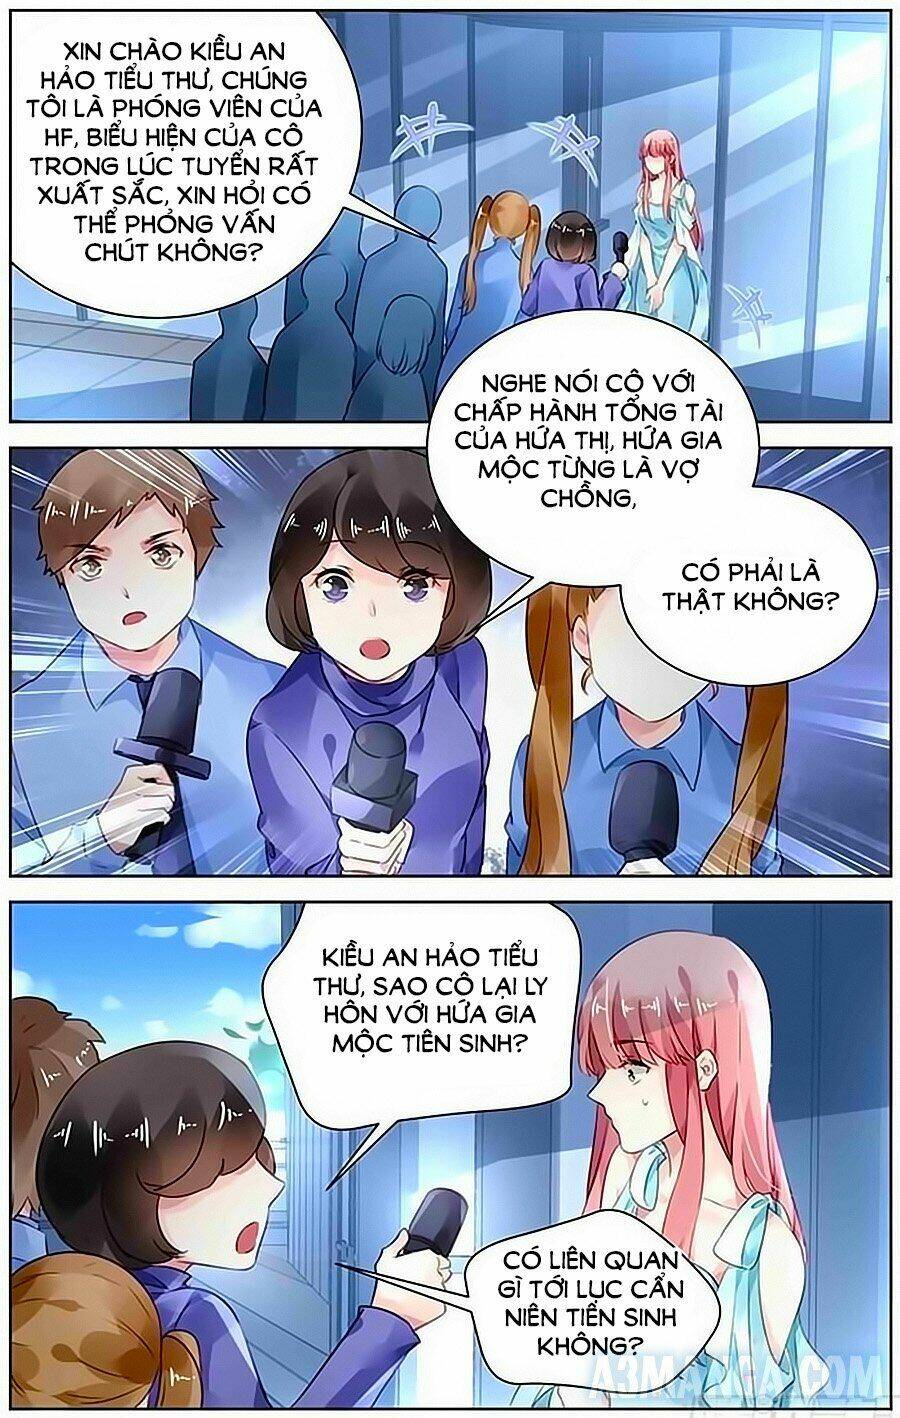 XIN CHÀO KIỀU AN
HẢO TIỂU THƯ, CHÚNG
TÔI LÀ PHÓNG VIÊN CỦA
HF, BIỂU HIỆN CỦA CÔ
TRONG LÚC TUYỂN RẤT
XUẤT SẮC, XIN HỎI CÓ
THỂ PHỎNG VẤN
CHÚT KHÔNG?
NGHE NÓI CÔ VỚI
CHẤP HÀNH TỔNG TÀI
CỦA HỨA THỊ, HỨA GIA
MỘC TỪNG LÀ VỢ
CHỒNG,
CÓ PHẢI LÀ
THẬT KHÔNG?
KIỀU AN HẢO TIỂU
THƯ, SAO CÔ LẠI LY
HÔN VỚI HỨA GIA
MỘC TIÊN SINH?
CÓ LIÊN QUAN
GÌ TỚI LỤC CẨN
NIÊN TIÊN SINH
KHÔNG?
A3MANGA.COM